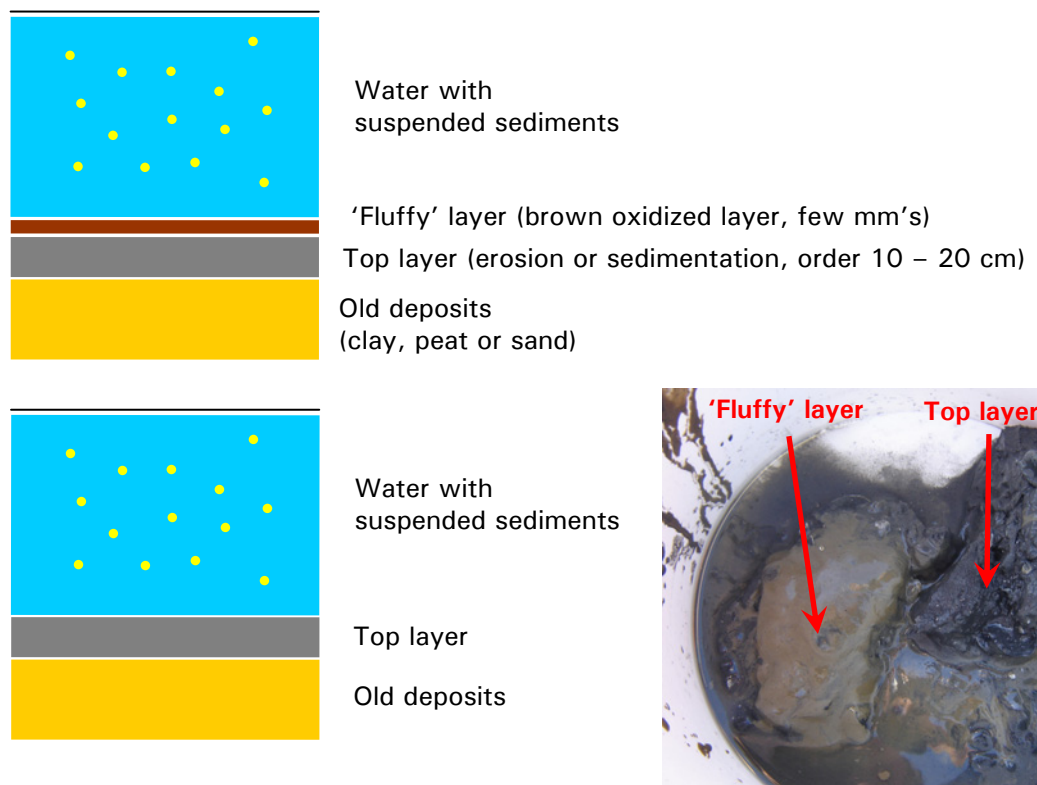 Water with
suspended sediments
‘Fluffy’ layer (brown oxidized layer, few mm’s)
Top layer (erosion or sedimentation, order 10 – 20 cm)
Old deposits
(clay, peat or sand)
Water with
suspended sediments
Top layer
Old deposits
‘Fluffy’ layer
Top layer